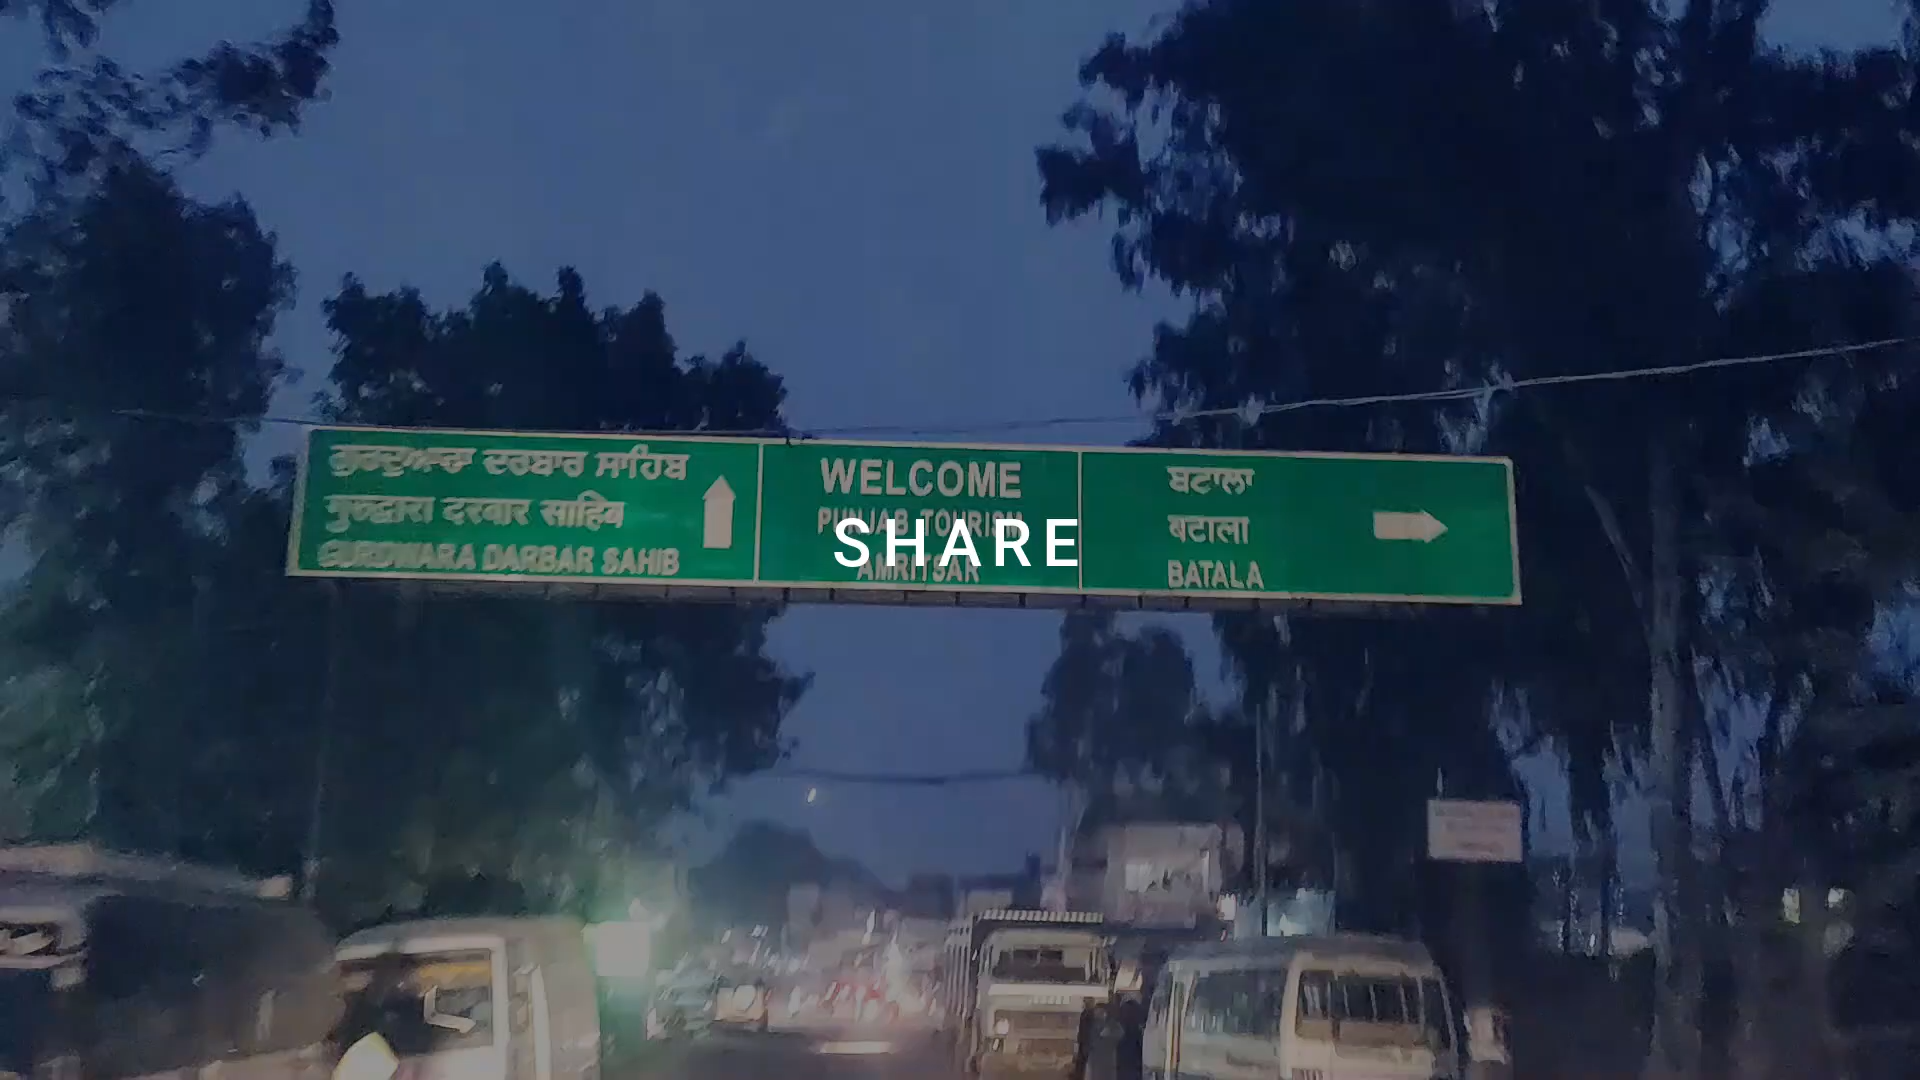 ਗੁਰਦੁਆਰਾ ਦਰਬਾਰ ਸਾਹਿਬ
गुरुद्वारा दरबार साहिब
GURDWARA DARBAR SAHIB
WELCOME
PUNJAB TOURISM
AMRITSAR
SHARE
ਬਟਾਲਾ
बटाला
BATALA